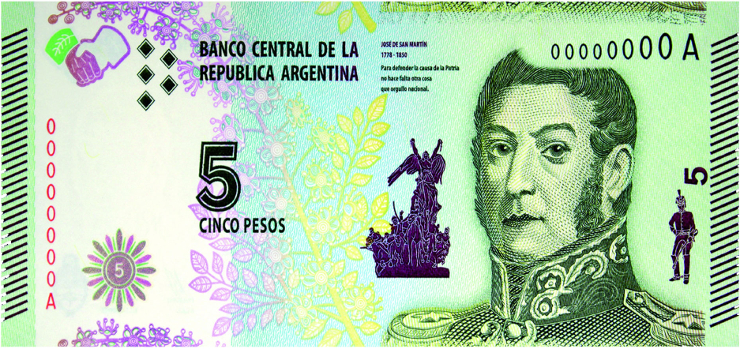 BANCO CENTRAL DE LA
REPUBLICA ARGENTINA
JOSÉ DE SAN MARTÍN
1778 - 1850
Para defender la causa de la Patria
no hace falta otra cosa
que orgullo nacional.
00000000 A
5
CINCO PESOS
00000000 A
5
5